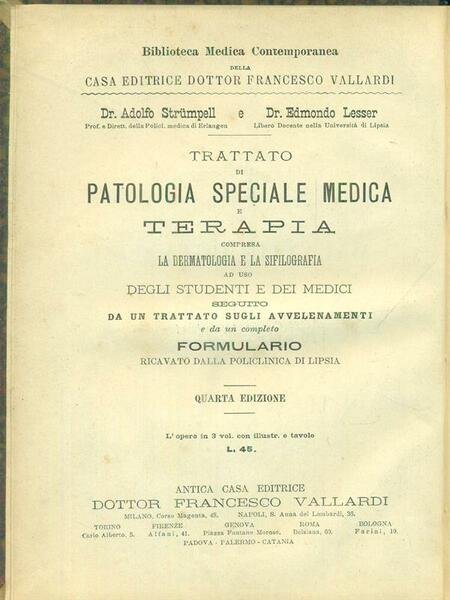 Biblioteca Medica Contemporanea
DELLA
CASA EDITRICE DOTTOR FRANCESCO VALLARDI
Dr. Adolfo Strümpell e Dr. Edmondo Lesser
Prof. e Dirett. della Policl. medica di Erlangen Libero Docente nella Università di Lipsia
TRATTATO
DI
PATOLOGIA SPECIALE MEDICA
E
TERAPIA
COMPRESA
LA DERMATOLOGIA E LA SIFILOGRAFIA
AD USO
DEGLI STUDENTI E DEI MEDICI
SEGUITO
DA UN TRATTATO SUGLI AVVELENAMENTI
e da un completo
FORMULARIO
RICAVATO DALLA POLICLINICA DI LIPSIA
QUARTA EDIZIONE
L'opera in 3 vol. con illustr. e tavole
L. 45.
ANTICA CASA EDITRICE
DOTTOR FRANCESCO VALLARDI
MILANO, Corso Magenta, 48. NAPOLI, S. Anna dei Lombardi, 36.
TORINO FIRENZE GENOVA ROMA BOLOGNA
Carlo Alberto, 5. Alfani, 41. Piazza Fontane Morose. Dolziana, 60. Farini, 10.
PADOVA - PALERMO - CATANIA